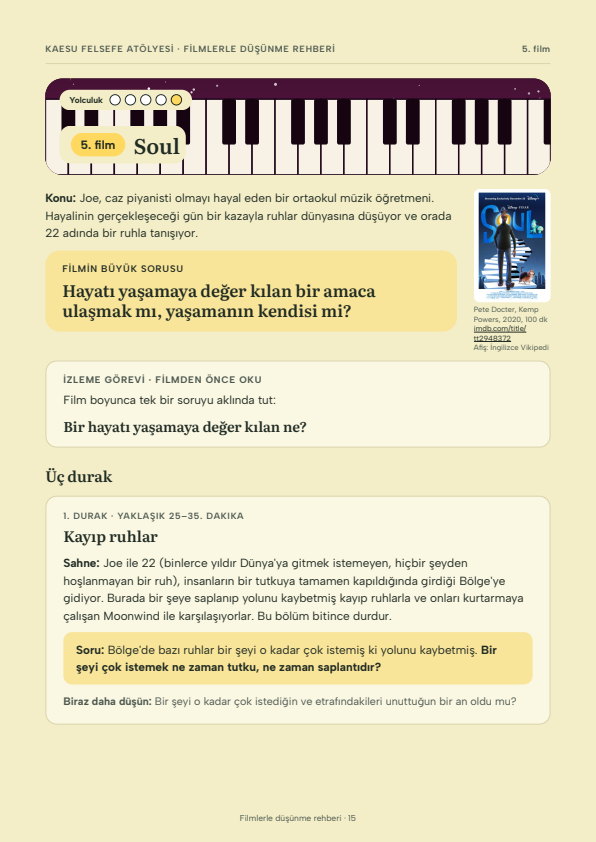 KAESU FELSEFE ATÖLYESİ · FİLMLERLE DÜŞÜNME REHBERİ
5. film
Yolculuk
5. film
Soul
Konu: Joe, caz piyanisti olmayı hayal eden bir ortaokul müzik öğretmeni.
Hayalinin gerçekleşeceği gün bir kazayla ruhlar dünyasına düşüyor ve orada
22 adında bir ruhla tanışıyor.
FİLMİN BÜYÜK SORUSU
Hayatı yaşamaya değer kılan bir amaca
ulaşmak mı, yaşamanın kendisi mi?
Disney PIXAR
SOUL
Pete Docter, Kemp
Powers, 2020, 100 dk
imdb.com/title/
tt2948372
Afiş: İngilizce Vikipedi
İZLEME GÖREVİ · FİLMDEN ÖNCE OKU
Film boyunca tek bir soruyu aklında tut:
Bir hayatı yaşamaya değer kılan ne?
Üç durak
1. DURAK · YAKLAŞIK 25–35. DAKIKA
Kayıp ruhlar
Sahne: Joe ile 22 (binlerce yıldır Dünya'ya gitmek istemeyen, hiçbir şeyden
hoşlanmayan bir ruh), insanların bir tutkuya tamamen kapıldığında girdiği Bölge'ye
gidiyor. Burada bir şeye saplanıp yolunu kaybetmiş kayıp ruhlarla ve onları kurtarmaya
çalışan Moonwind ile karşılaşıyorlar. Bu bölüm bitince durdur.
Soru: Bölge'de bazı ruhlar bir şeyi o kadar çok istemiş ki yolunu kaybetmiş. Bir
şeyi çok istemek ne zaman tutku, ne zaman saplantıdır?
Biraz daha düşün: Bir şeyi o kadar çok istediğin ve etrafındakileri unuttuğun bir an oldu mu?
Filmlerle düşünme rehberi · 15